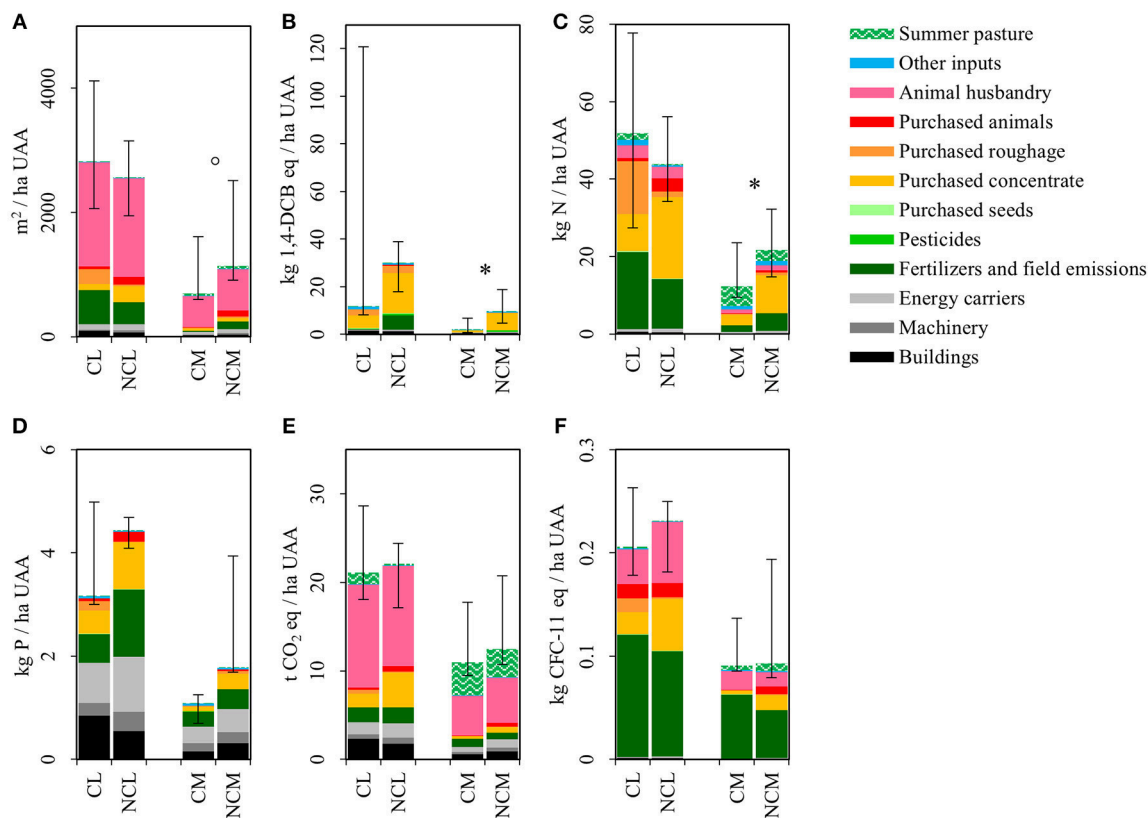 A
m² / ha UAA
4000
2000
0
CL
NCL
CM
NCM
B
kg 1,4-DCB eq / ha UAA
120
100
80
60
40
20
0
*
CL
NCL
CM
NCM
C
kg N / ha UAA
80
60
40
20
0
*
CL
NCL
CM
NCM
Summer pasture
Other inputs
Animal husbandry
Purchased animals
Purchased roughage
Purchased concentrate
Purchased seeds
Pesticides
Fertilizers and field emissions
Energy carriers
Machinery
Buildings
D
kg P / ha UAA
6
4
2
0
CL
NCL
CM
NCM
E
t CO₂ eq / ha UAA
30
20
10
0
CL
NCL
CM
NCM
F
kg CFC-11 eq / ha UAA
0.3
0.2
0.1
0
CL
NCL
CM
NCM